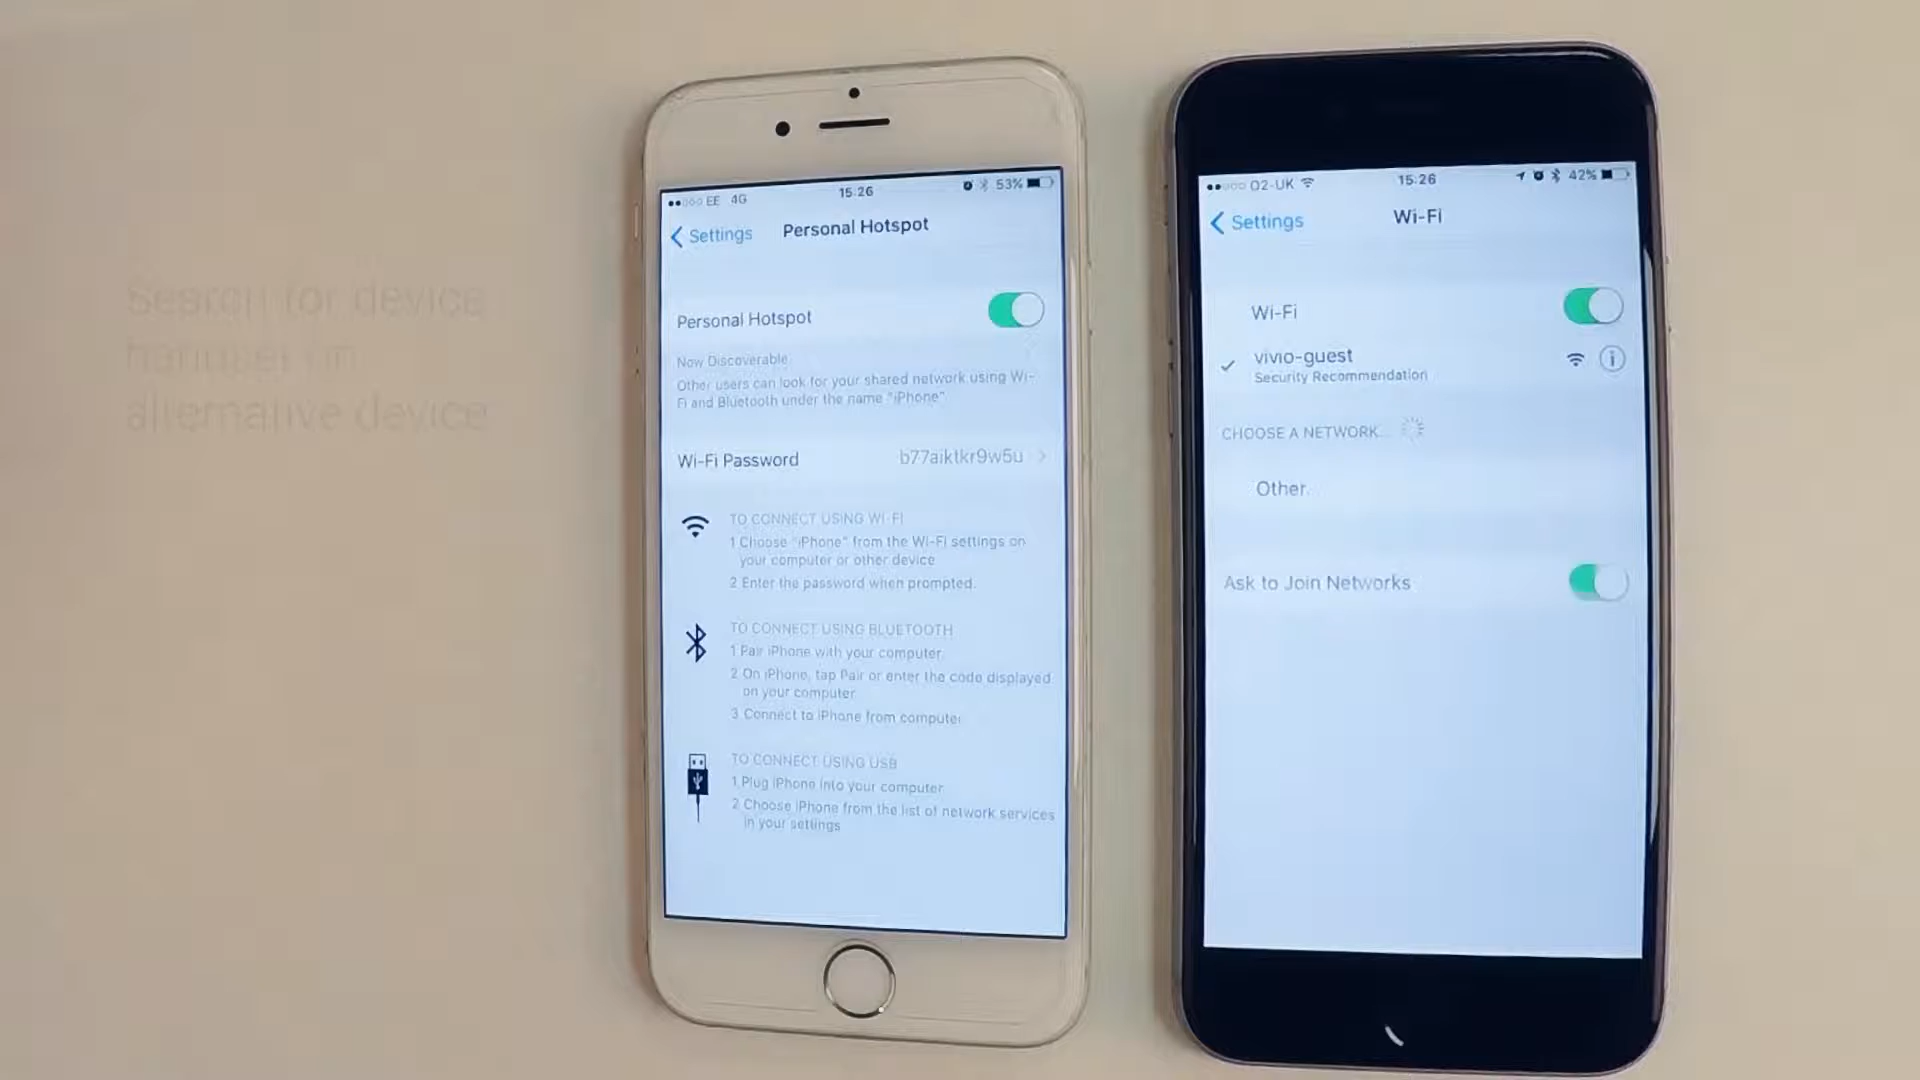 Search for device
on
alternative device
EE 4G 15:26 53%
Settings Personal Hotspot
Personal Hotspot
Now Discoverable
Other users can look for your shared network using Wi-
Fi and Bluetooth under the name "iPhone"
Wi-Fi Password b77aiktkr9w5u
TO CONNECT USING WI-FI
1 Choose "iPhone" from the Wi-Fi settings on
your computer or other device
2 Enter the password when prompted.
TO CONNECT USING BLUETOOTH
1 Pair iPhone with your computer.
2 On iPhone, tap Pair or enter the code displayed
on your computer
3 Connect to iPhone from computer
TO CONNECT USING USB
1 Plug iPhone into your computer
2 Choose iPhone from the list of network services
in your settings
O2-UK 15:26 42%
Settings Wi-Fi
Wi-Fi
vivio-guest
Security Recommendation
CHOOSE A NETWORK...
Other.
Ask to Join Networks